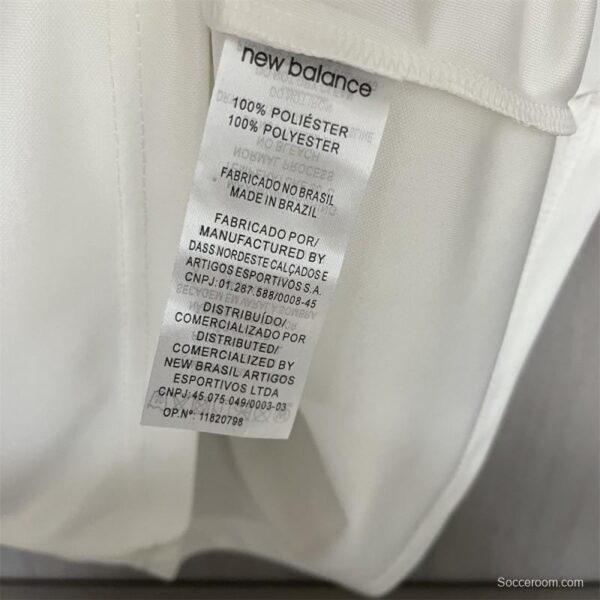 new balance
100% POLIÉSTER
100% POLYESTER
FABRICADO NO BRASIL
MADE IN BRAZIL
FABRICADO POR/
MANUFACTURED BY
DASS NORDESTE CALÇADOS E
ARTIGOS ESPORTIVOS S.A.
CNPJ:01.287.588/0008-45
DISTRIBUÍDO/
COMERCIALIZADO POR
DISTRIBUTED/
COMERCIALIZED BY
NEW BRASIL ARTIGOS
ESPORTIVOS LTDA
CNPJ:45.075.049/0003-03
OP.Nº: 11820798
Socceroom.com